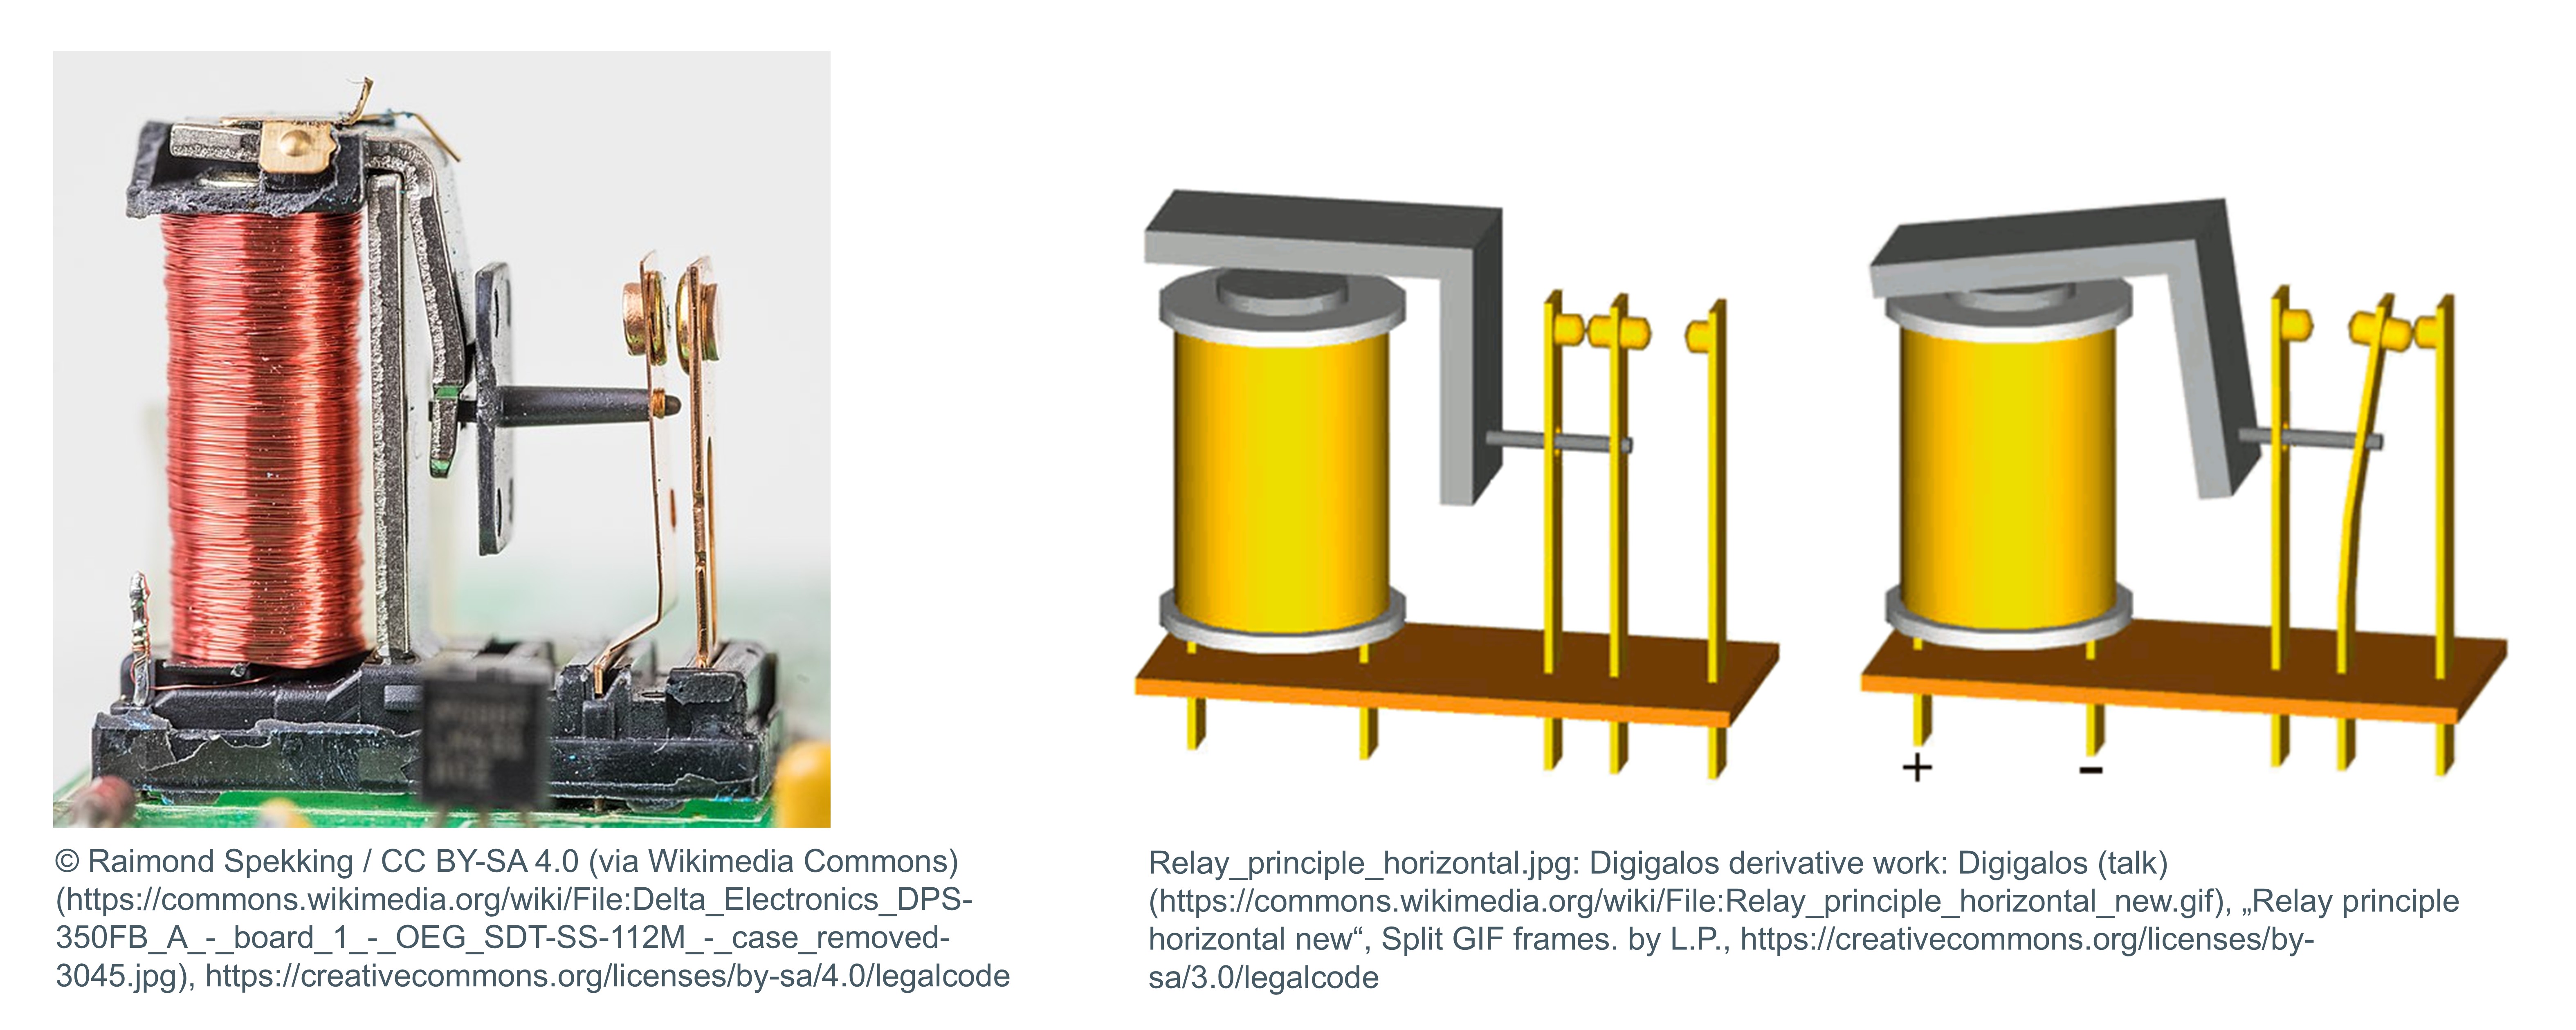 © Raimond Spekking / CC BY-SA 4.0 (via Wikimedia Commons)
(https://commons.wikimedia.org/wiki/File:Delta_Electronics_DPS-
350FB_A_-_board_1_-_OEG_SDT-SS-112M_-_case_removed-
3045.jpg), https://creativecommons.org/licenses/by-sa/4.0/legalcode
+ -
Relay_principle_horizontal.jpg: Digigalos derivative work: Digigalos (talk)
(https://commons.wikimedia.org/wiki/File:Relay_principle_horizontal_new.gif), „Relay principle
horizontal new“, Split GIF frames. by L.P., https://creativecommons.org/licenses/by-
sa/3.0/legalcode